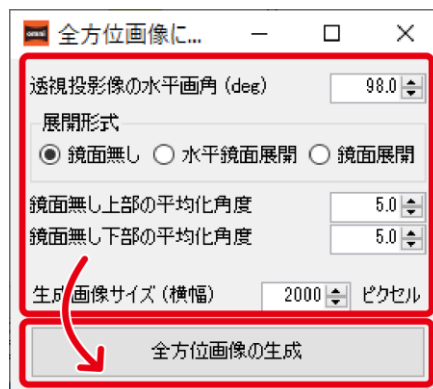 omni 全方位画像に...
透視投影像の水平画角 (deg) 98.0
展開形式
鏡面無し 水平鏡面展開 鏡面展開
鏡面無し上部の平均化角度 5.0
鏡面無し下部の平均化角度 5.0
生成画像サイズ (横幅) 2000 ピクセル
全方位画像の生成